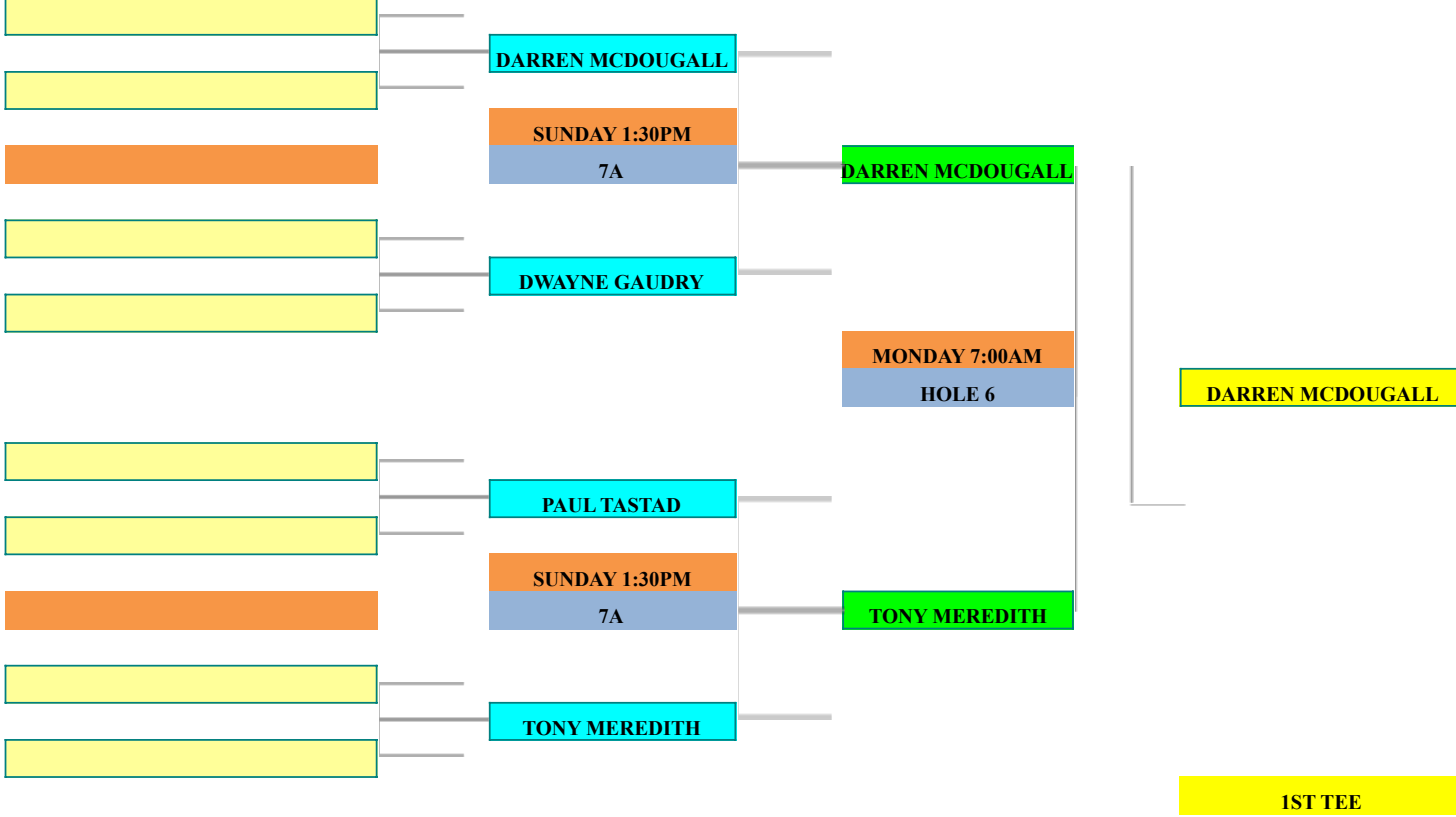 DARREN MCDOUGALL
SUNDAY 1:30PM
7A
DARREN MCDOUGALL
DWAYNE GAUDRY
MONDAY 7:00AM
HOLE 6
DARREN MCDOUGALL
PAUL TASTAD
SUNDAY 1:30PM
7A
TONY MEREDITH
TONY MEREDITH
1ST TEE